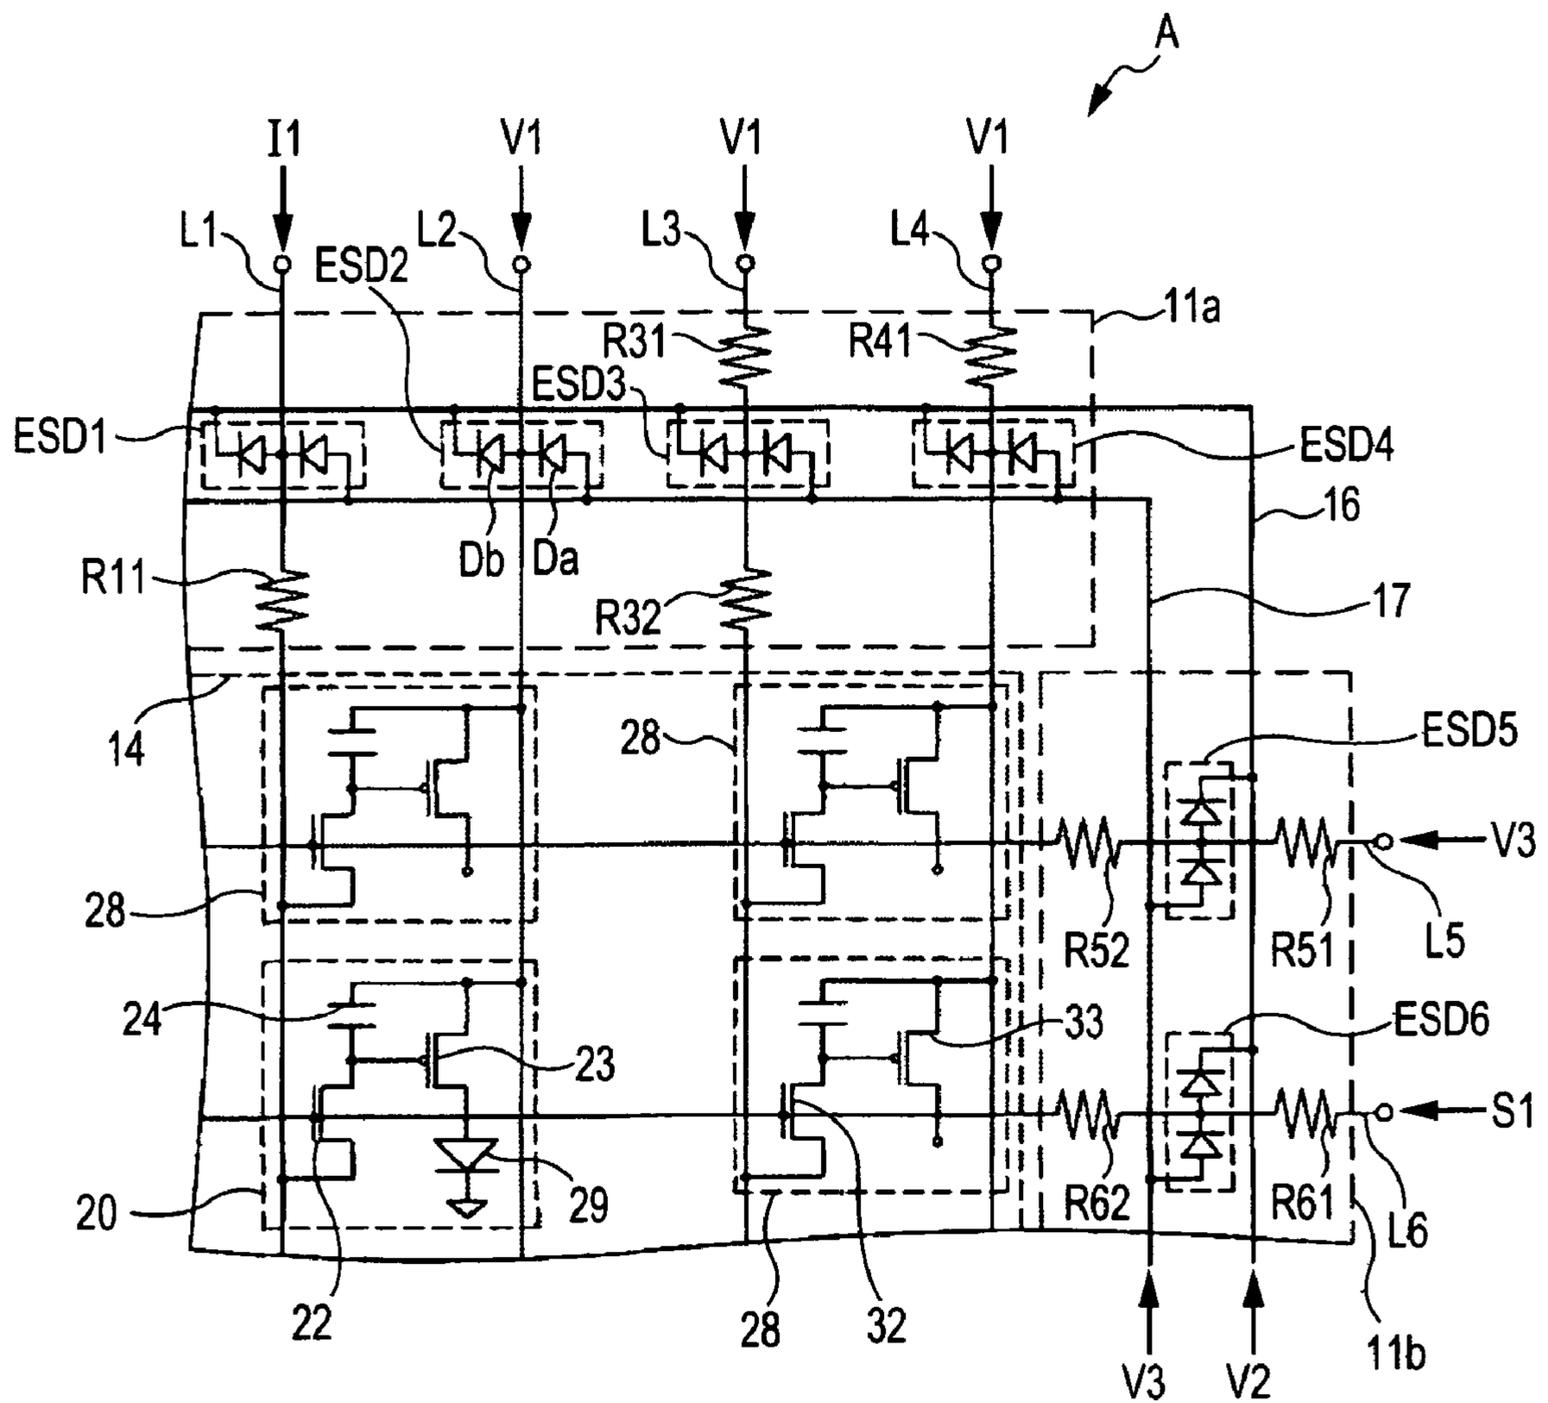 A
I1 V1 V1 V1
L1 L2 L3 L4
ESD2
11a
R31 R41
ESD3
ESD1 ESD4
16
Db Da
R11 R32 17
14 28 ESD5
V3
28 R52 R51 L5
24 33 ESD6
23
S1
20 29 R62 R61 L6
22 28 32 11b
V3 V2